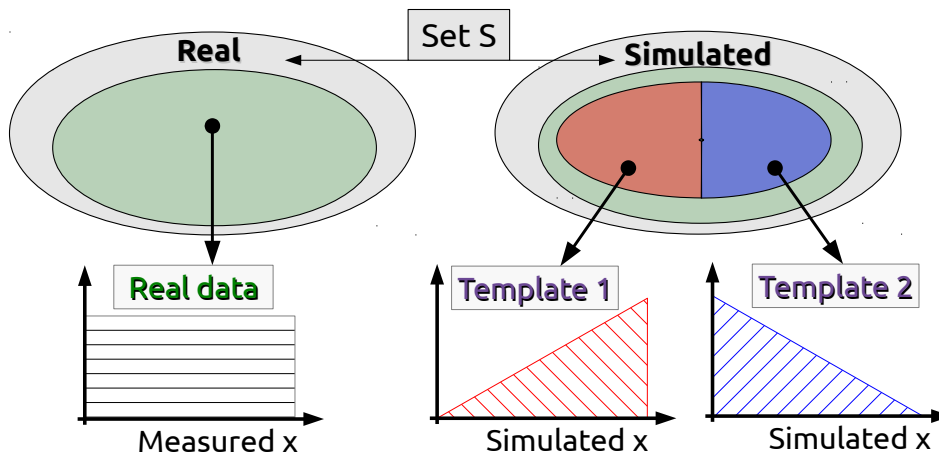 Set S
Real
Simulated
Real data
Template 1
Template 2
Measured x
Simulated x
Simulated x